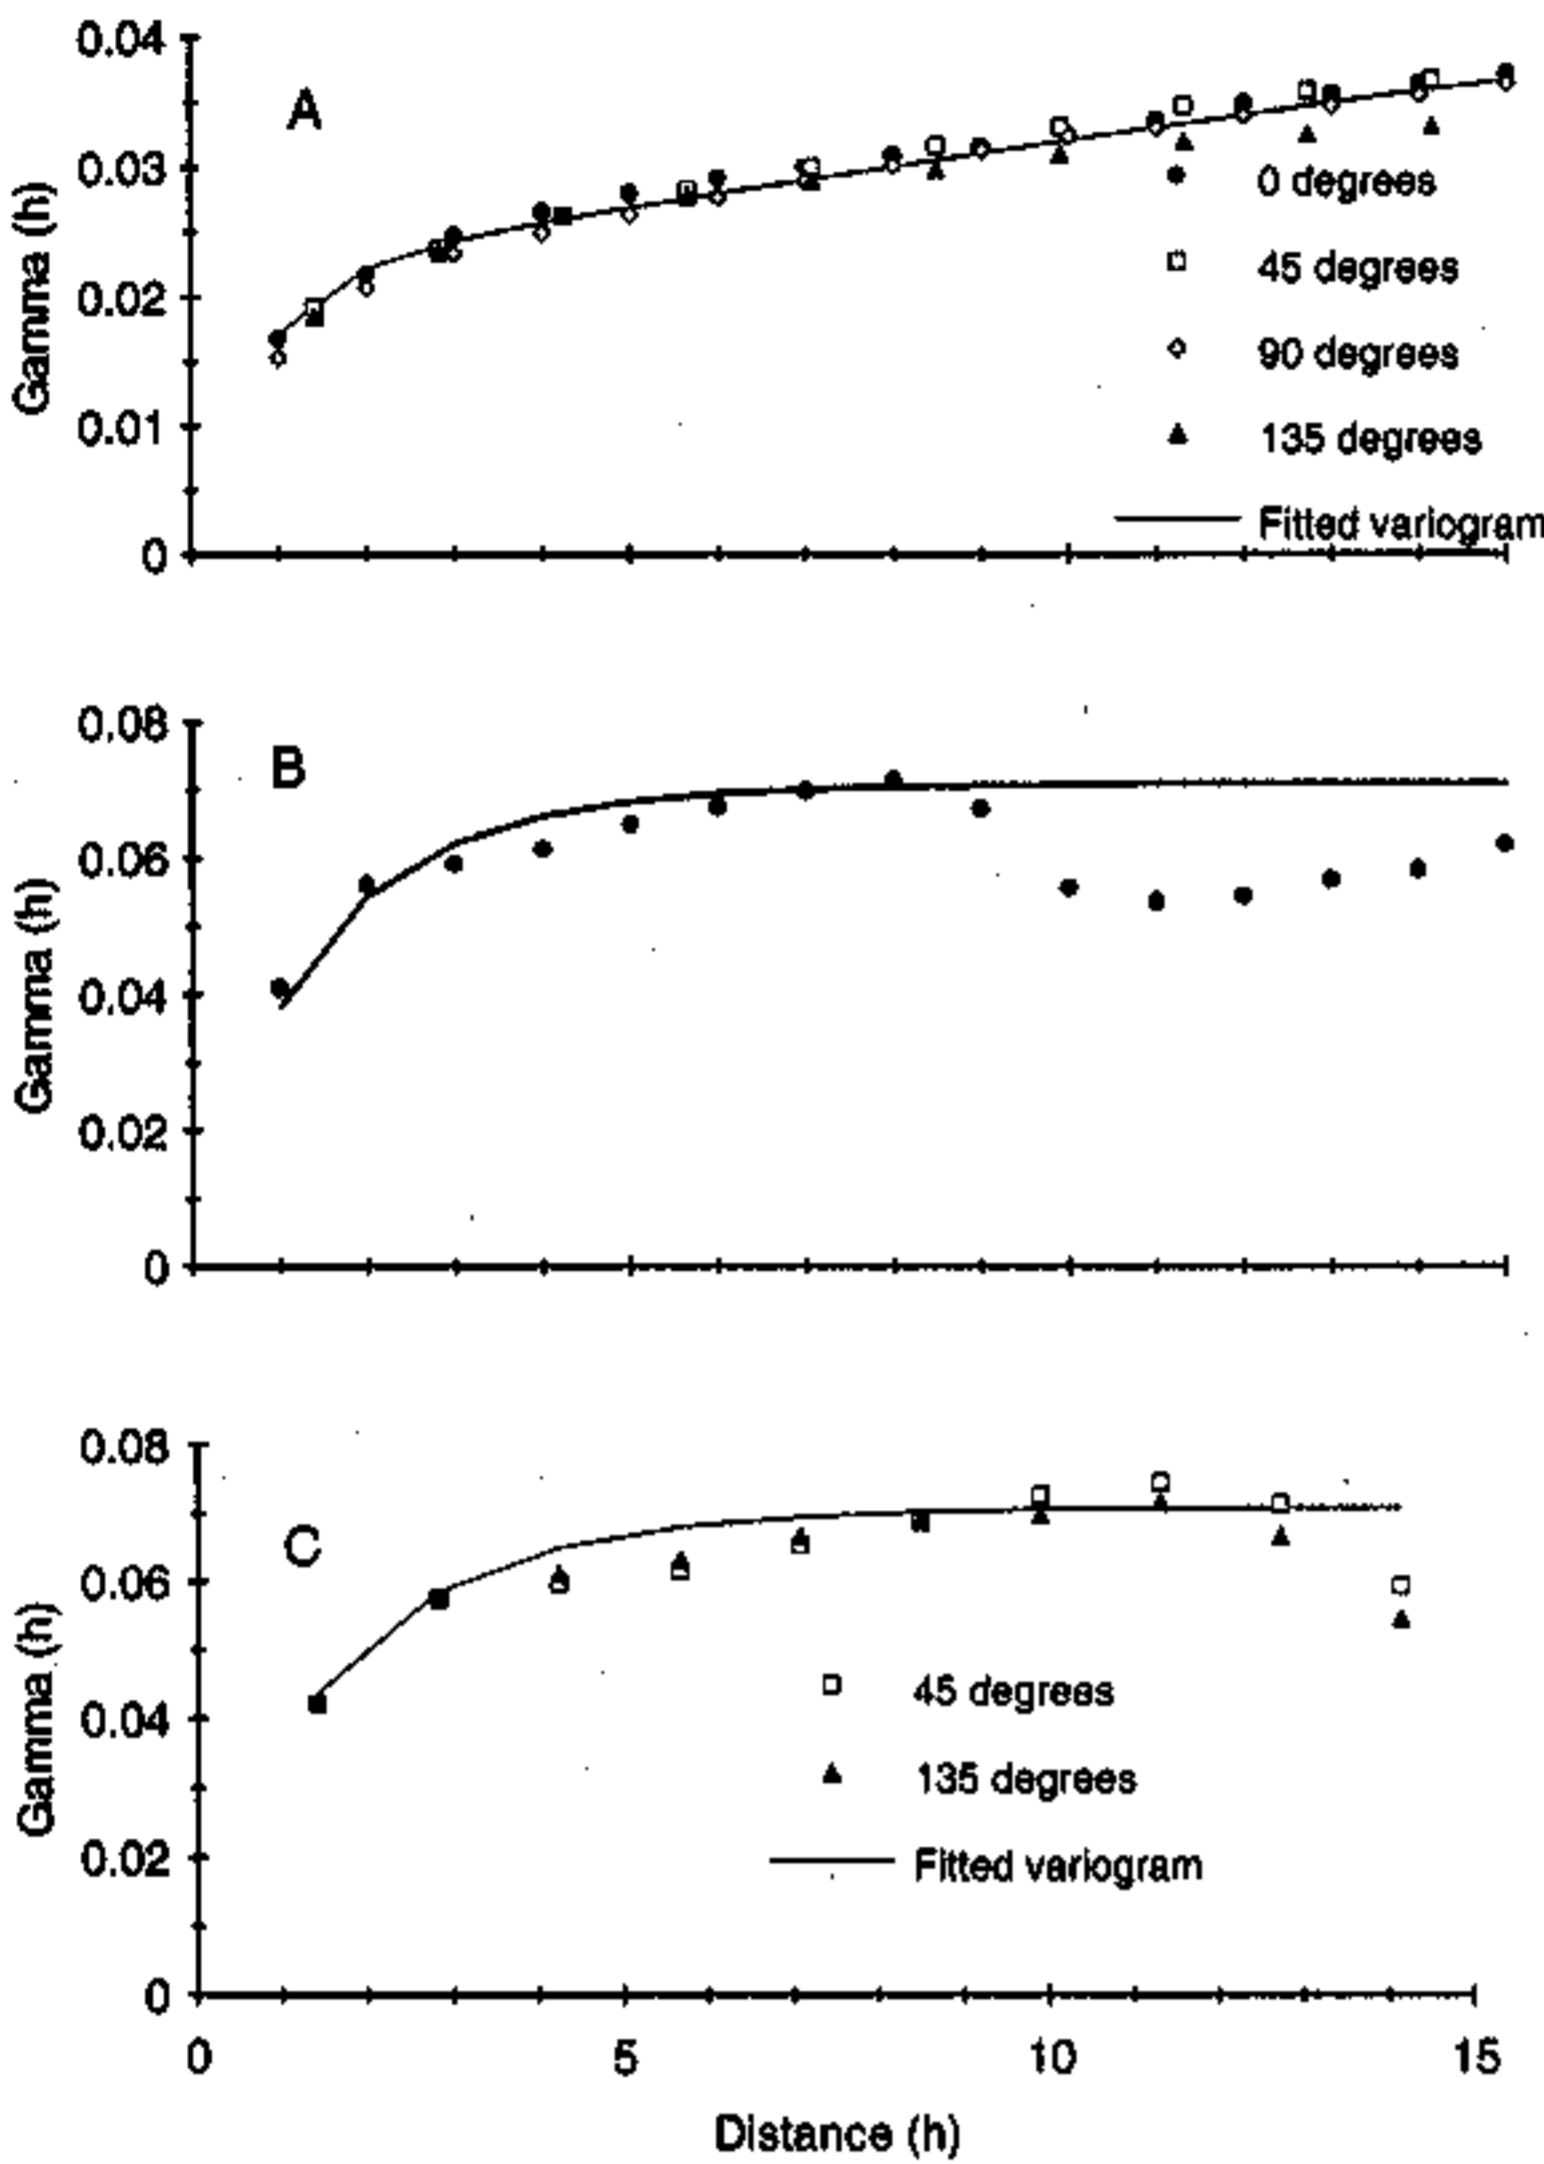 0.04
A
0.03
0 degrees
Gamma (h)
45 degrees
0.02
90 degrees
0.01
135 degrees
Fitted variogram
0
0.08
B
0.06
Gamma (h)
0.04
0.02
0
0.08
C
0.06
Gamma (h)
45 degrees
0.04
135 degrees
0.02
Fitted variogram
0
0 5 10 15
Distance (h)